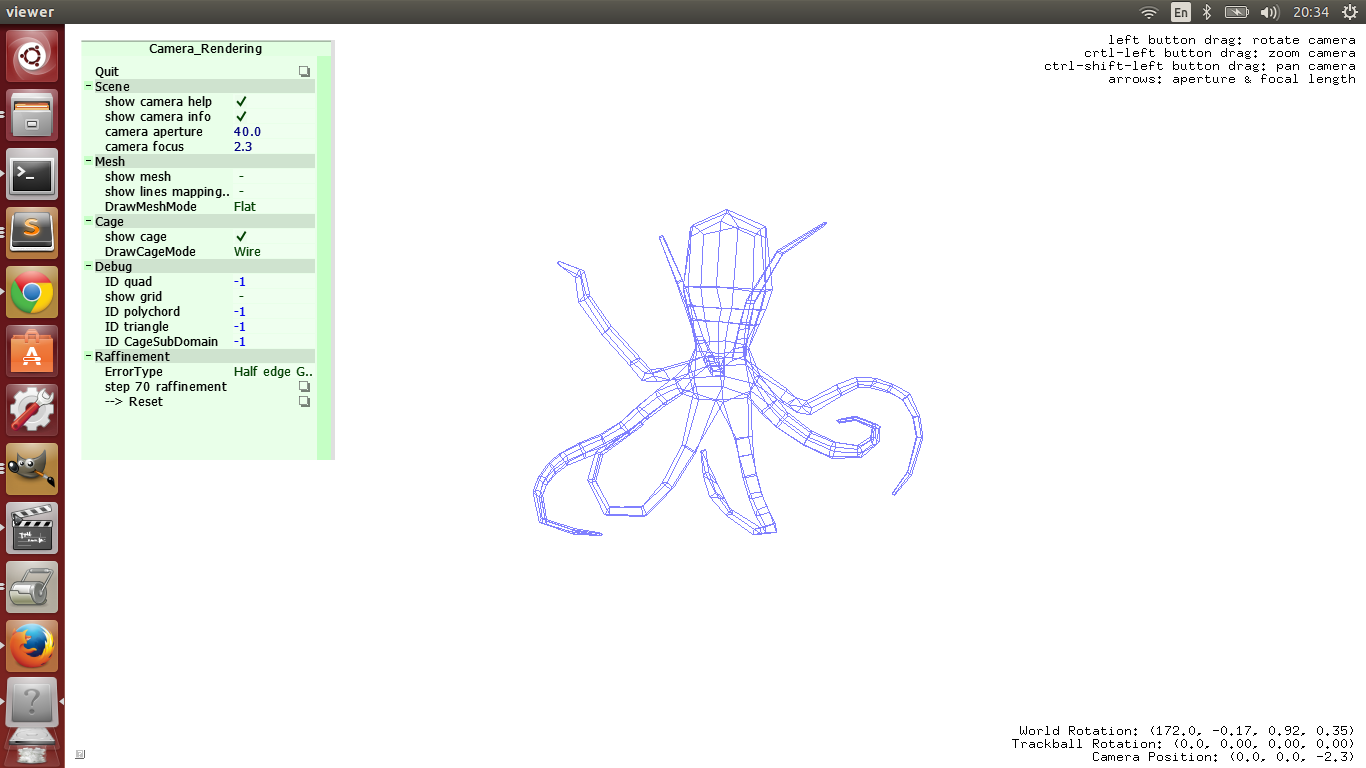 viewer
En
20:34
Camera_Rendering
Quit
Scene
show camera help
show camera info
camera aperture 40.0
camera focus 2.3
Mesh
show mesh -
show lines mapping.. -
DrawMeshMode Flat
Cage
show cage
DrawCageMode Wire
Debug
ID quad -1
show grid -
ID polychord -1
ID triangle -1
ID CageSubDomain -1
Raffinement
ErrorType Half edge G..
step 70 raffinement
--> Reset
left button drag: rotate camera
crtl-left button drag: zoom camera
ctrl-shift-left button drag: pan camera
arrows: aperture & focal length
World Rotation: (172.0, -0.17, 0.92, 0.35)
Trackball Rotation: (0.0, 0.00, 0.00, 0.00)
Camera Position: (0.0, 0.0, -2.3)